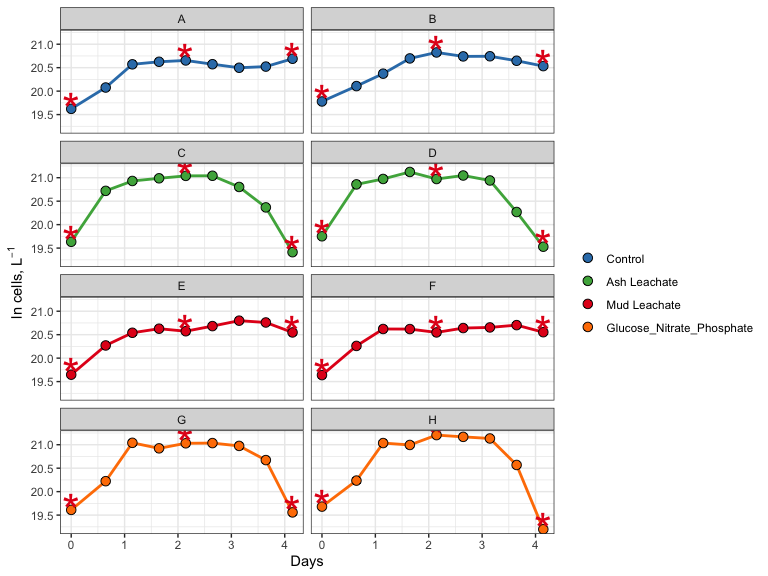 A B
21.0
20.5
20.0
19.5
C D
21.0
20.5
20.0
19.5
E F
21.0
20.5
20.0
19.5
G H
21.0
20.5
20.0
19.5
0 1 2 3 4 0 1 2 3 4
Days
ln cells, L⁻¹
Control
Ash Leachate
Mud Leachate
Glucose_Nitrate_Phosphate